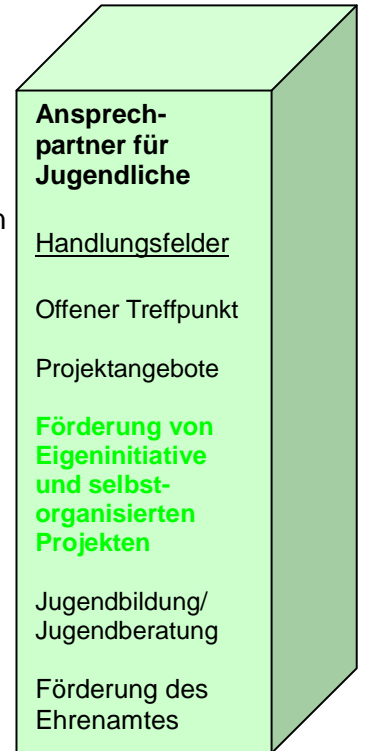 Ansprech-
partner für
Jugendliche
n
Handlungsfelder
Offener Treffpunkt
Projektangebote
Förderung von
Eigeninitiative
und selbst-
organisierten
Projekten
Jugendbildung/
Jugendberatung
Förderung des
Ehrenamtes